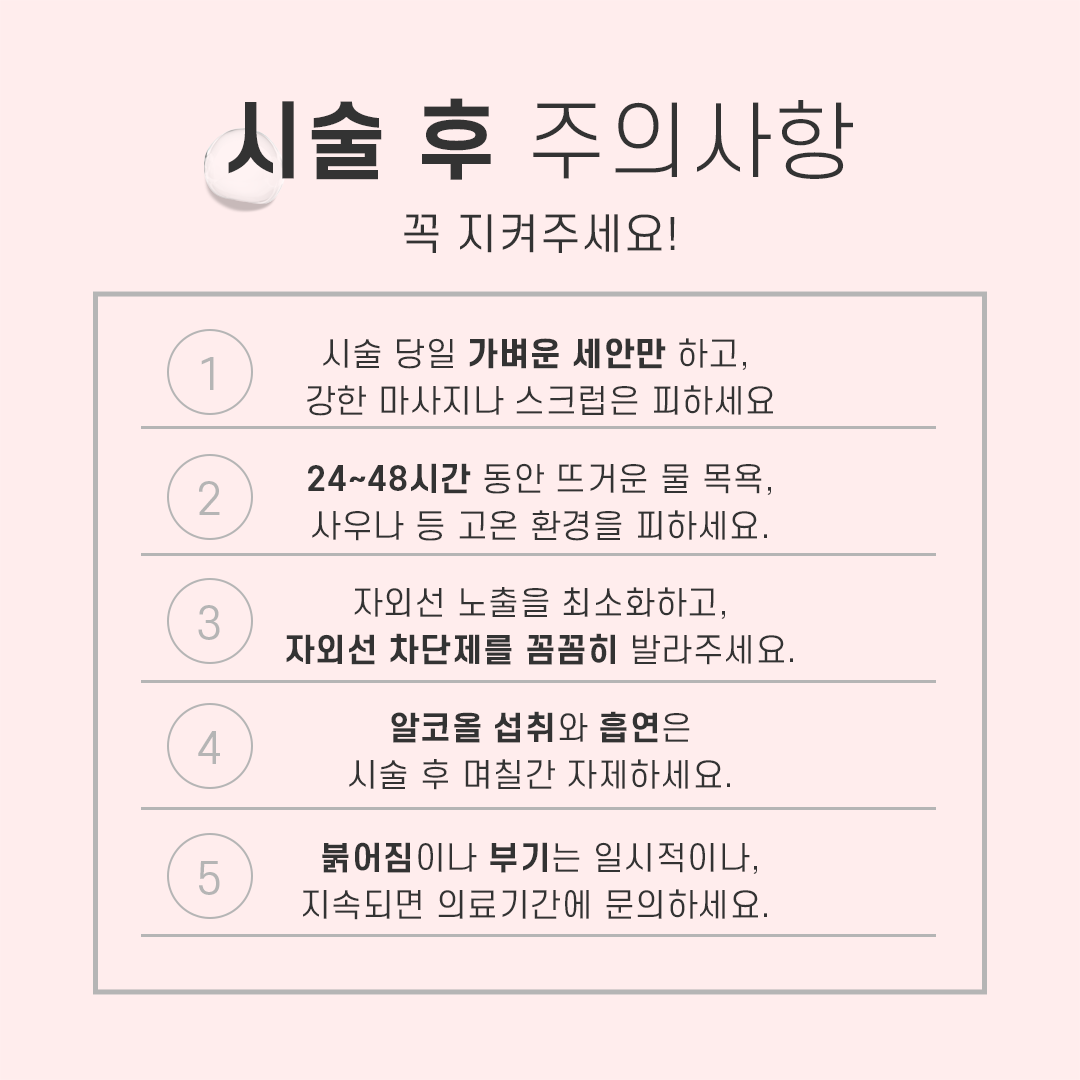 시술 후 주의사항
꼭 지켜주세요!
1
시술 당일 가벼운 세안만 하고,
강한 마사지나 스크럽은 피하세요
2
24~48시간 동안 뜨거운 물 목욕,
사우나 등 고온 환경을 피하세요.
3
자외선 노출을 최소화하고,
자외선 차단제를 꼼꼼히 발라주세요.
4
알코올 섭취와 흡연은
시술 후 며칠간 자제하세요.
5
붉어짐이나 부기는 일시적이나,
지속되면 의료기간에 문의하세요.